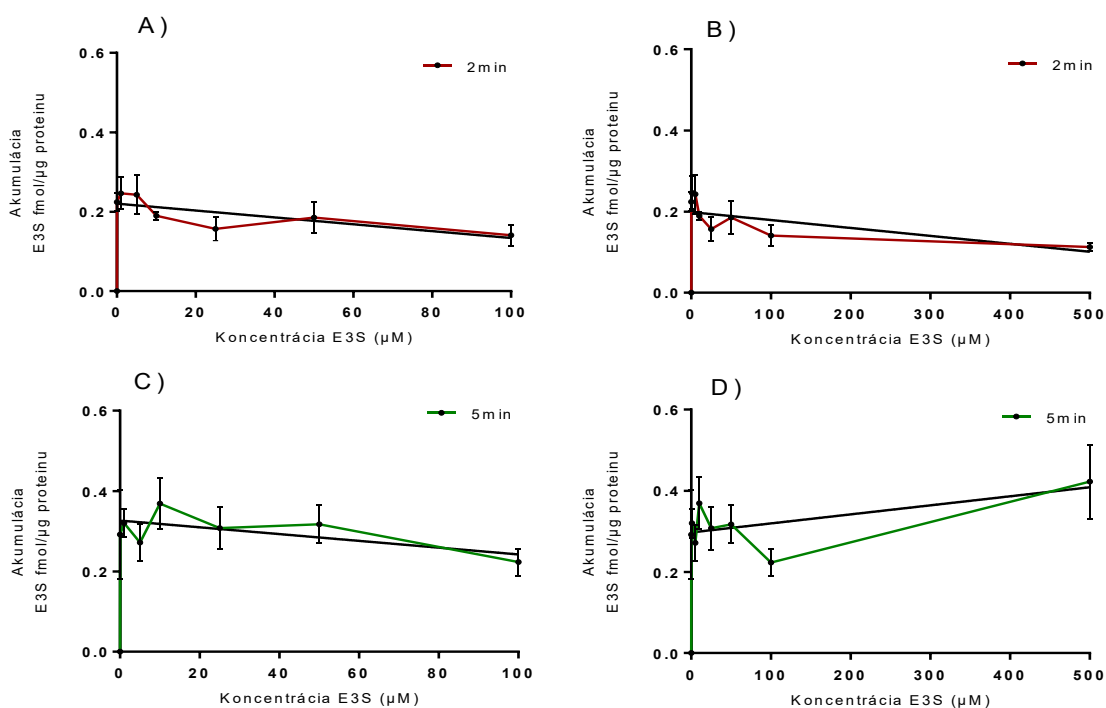 A)
2min
Akumulácia
E3S fmol/µg proteinu
0.6
0.4
0.2
0.0
0 20 40 60 80 100
Koncentrácia E3S (µM)
B)
2min
Akumulácia
E3S fmol/µg proteinu
0.6
0.4
0.2
0.0
0 100 200 300 400 500
Koncentrácia E3S (µM)
C)
5min
Akumulácia
E3S fmol/µg proteinu
0.6
0.4
0.2
0.0
0 20 40 60 80 100
Koncentrácia E3S (µM)
D)
5min
Akumulácia
E3S fmol/µg proteinu
0.6
0.4
0.2
0.0
0 100 200 300 400 500
Koncentrácia E3S (µM)